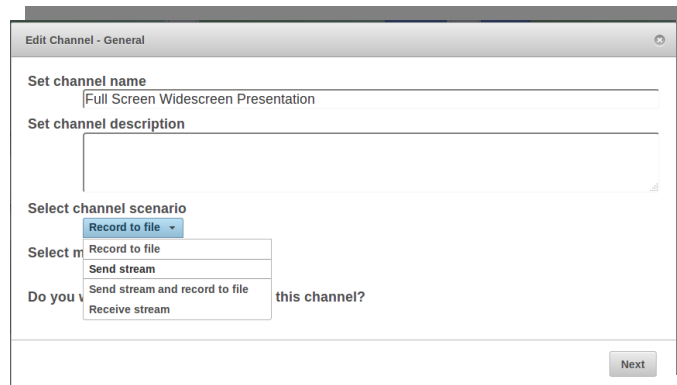 Edit Channel - General
Set channel name
Full Screen Widescreen Presentation
Set channel description
Select channel scenario
Record to file
Record to file
Select m
Send stream
Send stream and record to file
Do you this channel?
Receive stream
Next